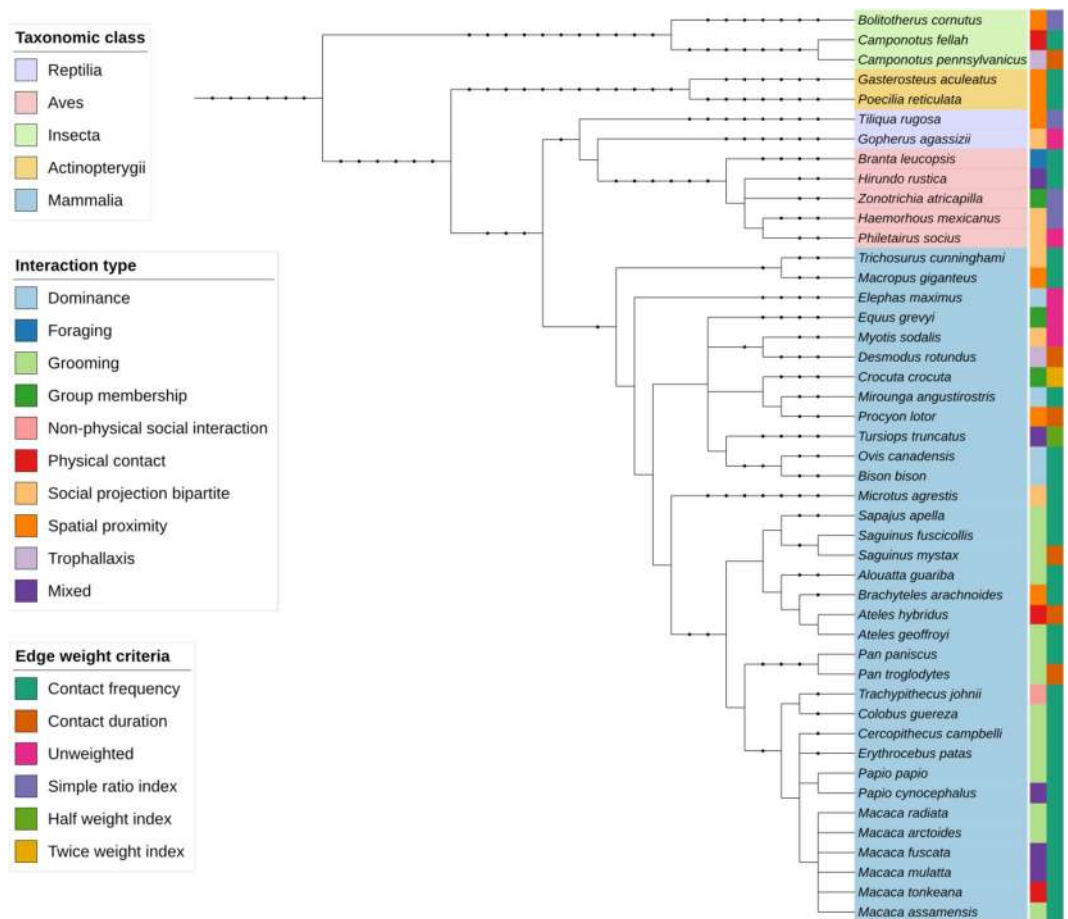 Taxonomic class
Reptilia
Aves
Insecta
Actinopterygii
Mammalia
Interaction type
Dominance
Foraging
Grooming
Group membership
Non-physical social interaction
Physical contact
Social projection bipartite
Spatial proximity
Trophallaxis
Mixed
Edge weight criteria
Contact frequency
Contact duration
Unweighted
Simple ratio index
Half weight index
Twice weight index
Bolitotherus cornutus
Camponotus fellah
Camponotus pennsylvanicus
Gasterosteus aculeatus
Poecilia reticulata
Tiliqua rugosa
Gopherus agassizii
Branta leucopsis
Hirundo rustica
Zonotrichia atricapilla
Haemorhous mexicanus
Philetairus socius
Trichosurus cunninghami
Macropus giganteus
Elephas maximus
Equus grevyi
Myotis sodalis
Desmodus rotundus
Crocuta crocuta
Mirounga angustirostris
Procyon lotor
Tursiops truncatus
Ovis canadensis
Bison bison
Microtus agrestis
Sapajus apella
Saguinus fuscicollis
Saguinus mystax
Alouatta guariba
Brachyteles arachnoides
Ateles hybridus
Ateles geoffroyi
Pan paniscus
Pan troglodytes
Trachypithecus johnii
Colobus guereza
Cercopithecus campbelli
Erythrocebus patas
Papio papio
Papio cynocephalus
Macaca radiata
Macaca arctoides
Macaca fuscata
Macaca mulatta
Macaca tonkeana
Macaca assamensis